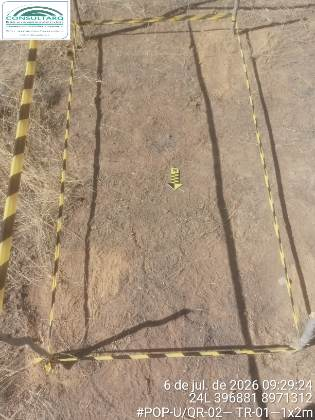 CONSULTARQ
6 de jul. de 2026 09:29:24
24L 396881 8971312
#POP-U/QR-02— TR-01—1x2m